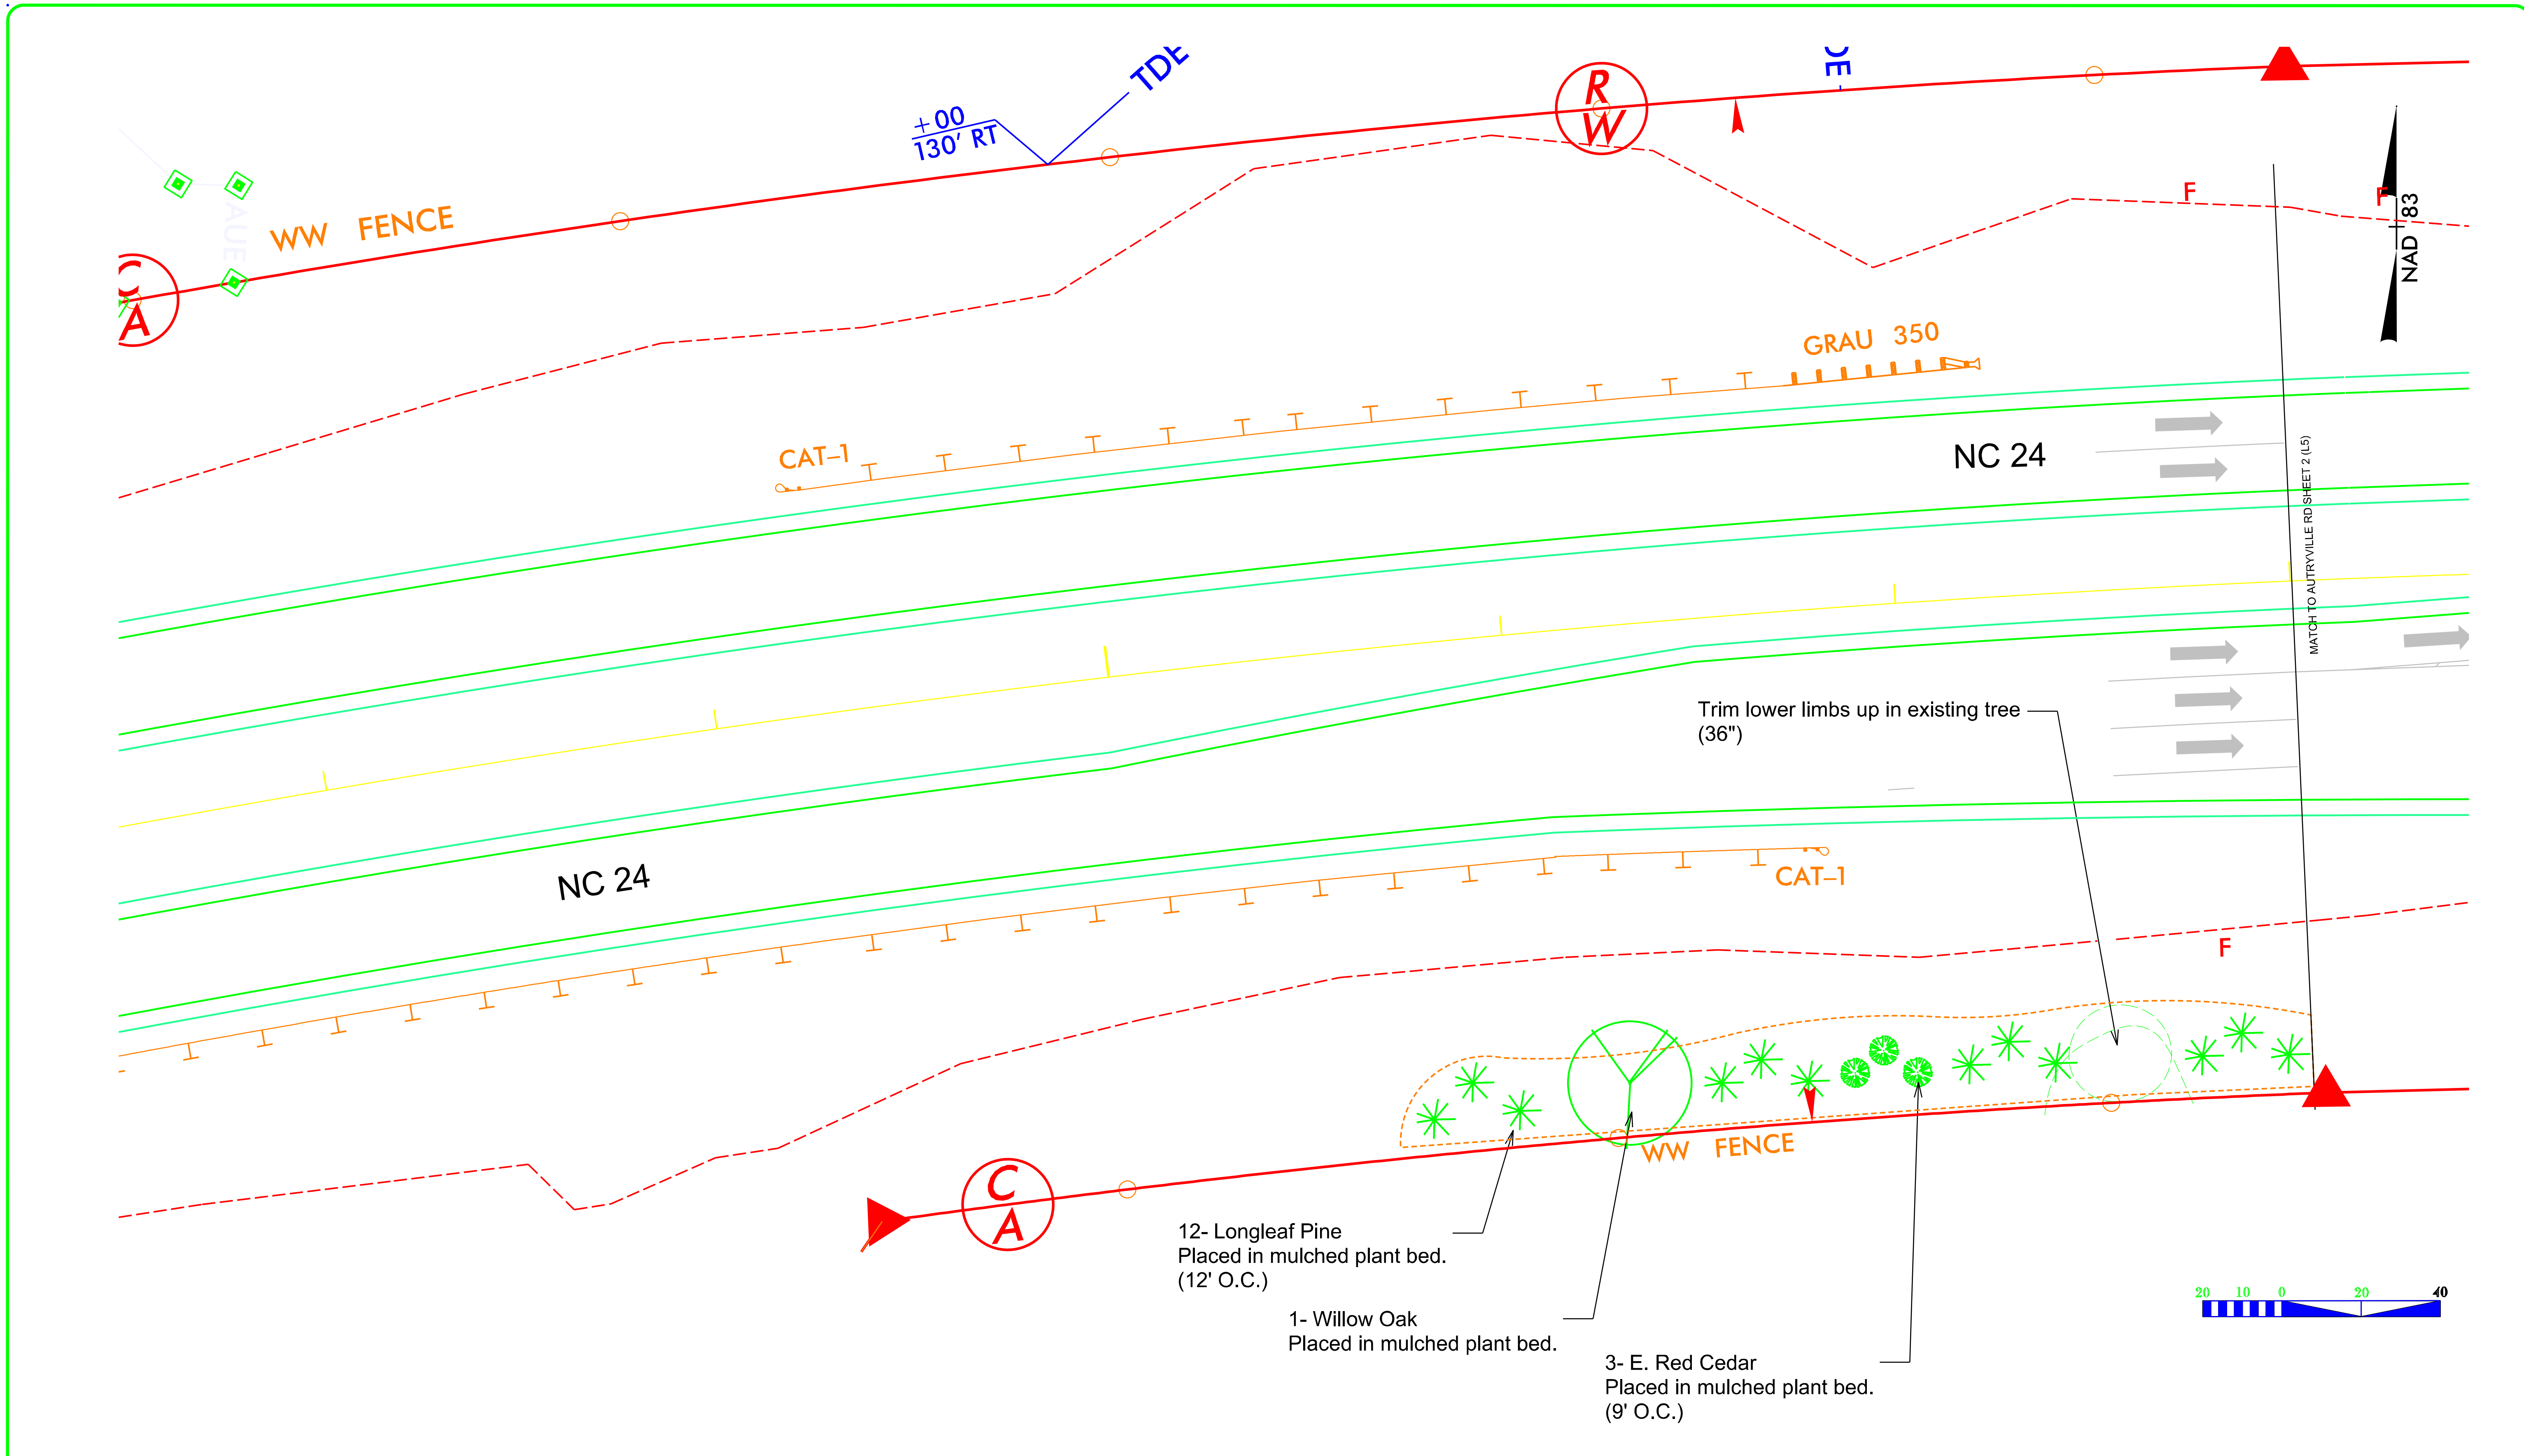 TDE
DE
+00
130' RT
R
W
F
F
NAD 83
WW FENCE
AUE
C
A
GRAU 350
CAT-1
NC 24
MATCH TO AUTRYVILLE RD SHEET 2 (L5)
Trim lower limbs up in existing tree
(36")
NC 24
CAT-1
F
WW FENCE
C
A
12- Longleaf Pine
Placed in mulched plant bed.
(12' O.C.)
1- Willow Oak
Placed in mulched plant bed.
3- E. Red Cedar
Placed in mulched plant bed.
(9' O.C.)
20 10 0 20 40